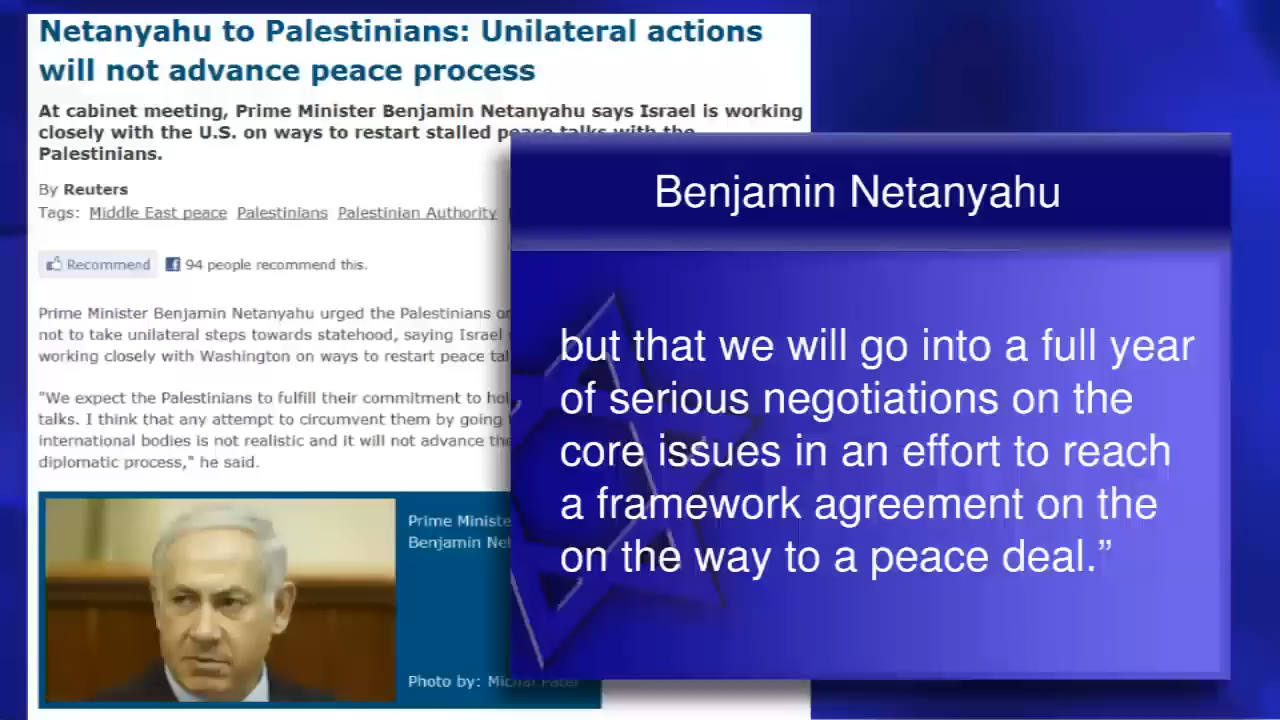 Netanyahu to Palestinians: Unilateral actions
will not advance peace process
At cabinet meeting, Prime Minister Benjamin Netanyahu says Israel is working
closely with the U.S. on ways to restart stalled peace talks with the
Palestinians.
By Reuters
Tags: Middle East peace Palestinians Palestinian Authority
Recommend 94 people recommend this.
Prime Minister Benjamin Netanyahu urged the Palestinians
not to take unilateral steps towards statehood, saying Israel
working closely with Washington on ways to restart peace
"We expect the Palestinians to fulfill their commitment to
talks. I think that any attempt to circumvent them by going
international bodies is not realistic and it will not advance
diplomatic process," he said.
Prime
Benjamin
Photo by:
Benjamin Netanyahu
but that we will go into a full year
of serious negotiations on the
core issues in an effort to reach
a framework agreement on the
on the way to a peace deal.”